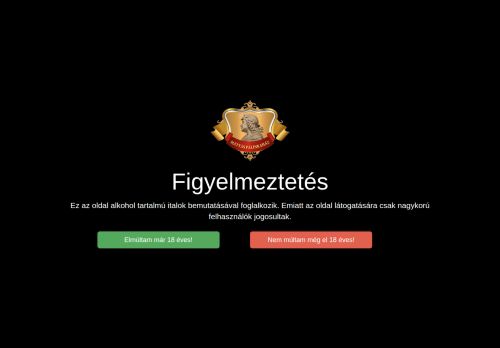 Figyelmeztetés
Ez az oldal alkohol tartalmú italok bemutatásával foglalkozik. Emiatt az oldal látogatására csak nagykorú
felhasználók jogosultak.
Elmúltam már 18 éves!
Nem múltam még el 18 éves!